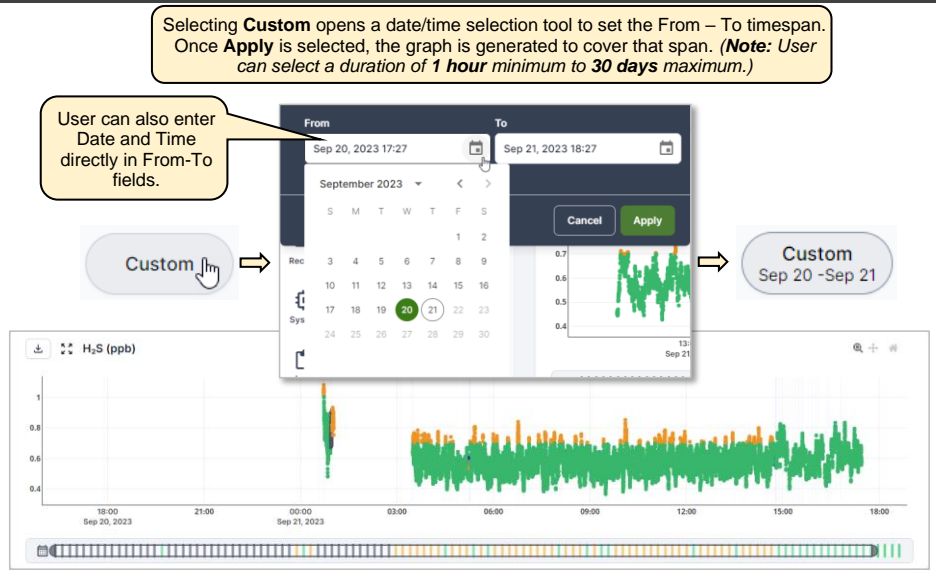 Selecting Custom opens a date/time selection tool to set the From – To timespan.
Once Apply is selected, the graph is generated to cover that span. (Note: User
can select a duration of 1 hour minimum to 30 days maximum.)
User can also enter
Date and Time
directly in From-To
fields.
From
To
Sep 20, 2023 17:27
Sep 21, 2023 18:27
September 2023
S M T W T F S
1 2
3 4 5 6 7 8 9
10 11 12 13 14 15 16
17 18 19 20 21 22 23
24 25 26 27 28 29 30
Cancel
Apply
Rec
Sys
0.7
0.6
0.5
0.4
13:
Sep 21
Custom
Custom
Sep 20 -Sep 21
H₂S (ppb)
1
0.8
0.6
0.4
18:00 21:00 00:00 03:00 06:00 09:00 12:00 15:00 18:00
Sep 20, 2023 Sep 21, 2023